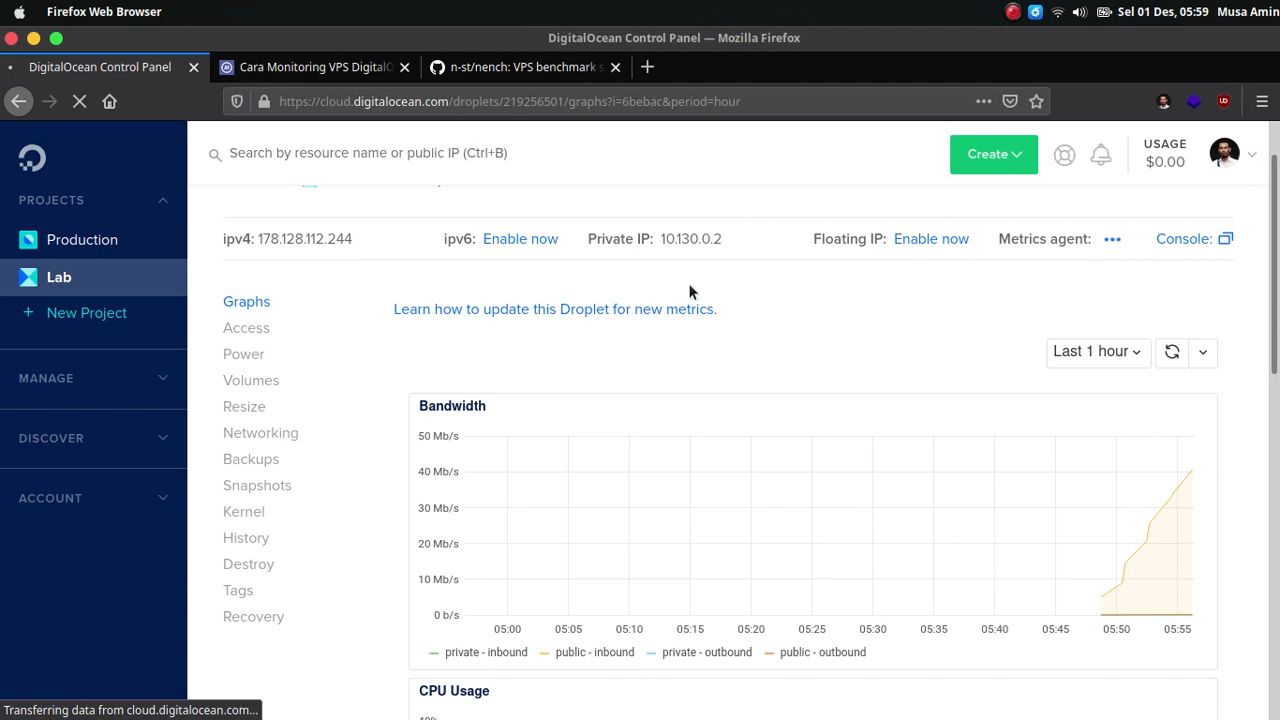 Firefox Web Browser
Sel 01 Des, 05:59 Musa Amin
DigitalOcean Control Panel — Mozilla Firefox
DigitalOcean Control Panel
Cara Monitoring VPS DigitalO
n-st/nench: VPS benchmark s
https://cloud.digitalocean.com/droplets/219256501/graphs?i=6bebac&period=hour
UD
Search by resource name or public IP (Ctrl+B)
Create
USAGE
$0.00
PROJECTS
Production
Lab
+ New Project
MANAGE
DISCOVER
ACCOUNT
ipv4: 178.128.112.244 ipv6: Enable now Private IP: 10.130.0.2 Floating IP: Enable now Metrics agent: ••• Console:
Graphs
Access
Power
Volumes
Resize
Networking
Backups
Snapshots
Kernel
History
Destroy
Tags
Recovery
Learn how to update this Droplet for new metrics.
Last 1 hour
Bandwidth
50 Mb/s
40 Mb/s
30 Mb/s
20 Mb/s
10 Mb/s
0 b/s
05:00 05:05 05:10 05:15 05:20 05:25 05:30 05:35 05:40 05:45 05:50 05:55
private - inbound public - inbound private - outbound public - outbound
CPU Usage
Transferring data from cloud.digitalocean.com...